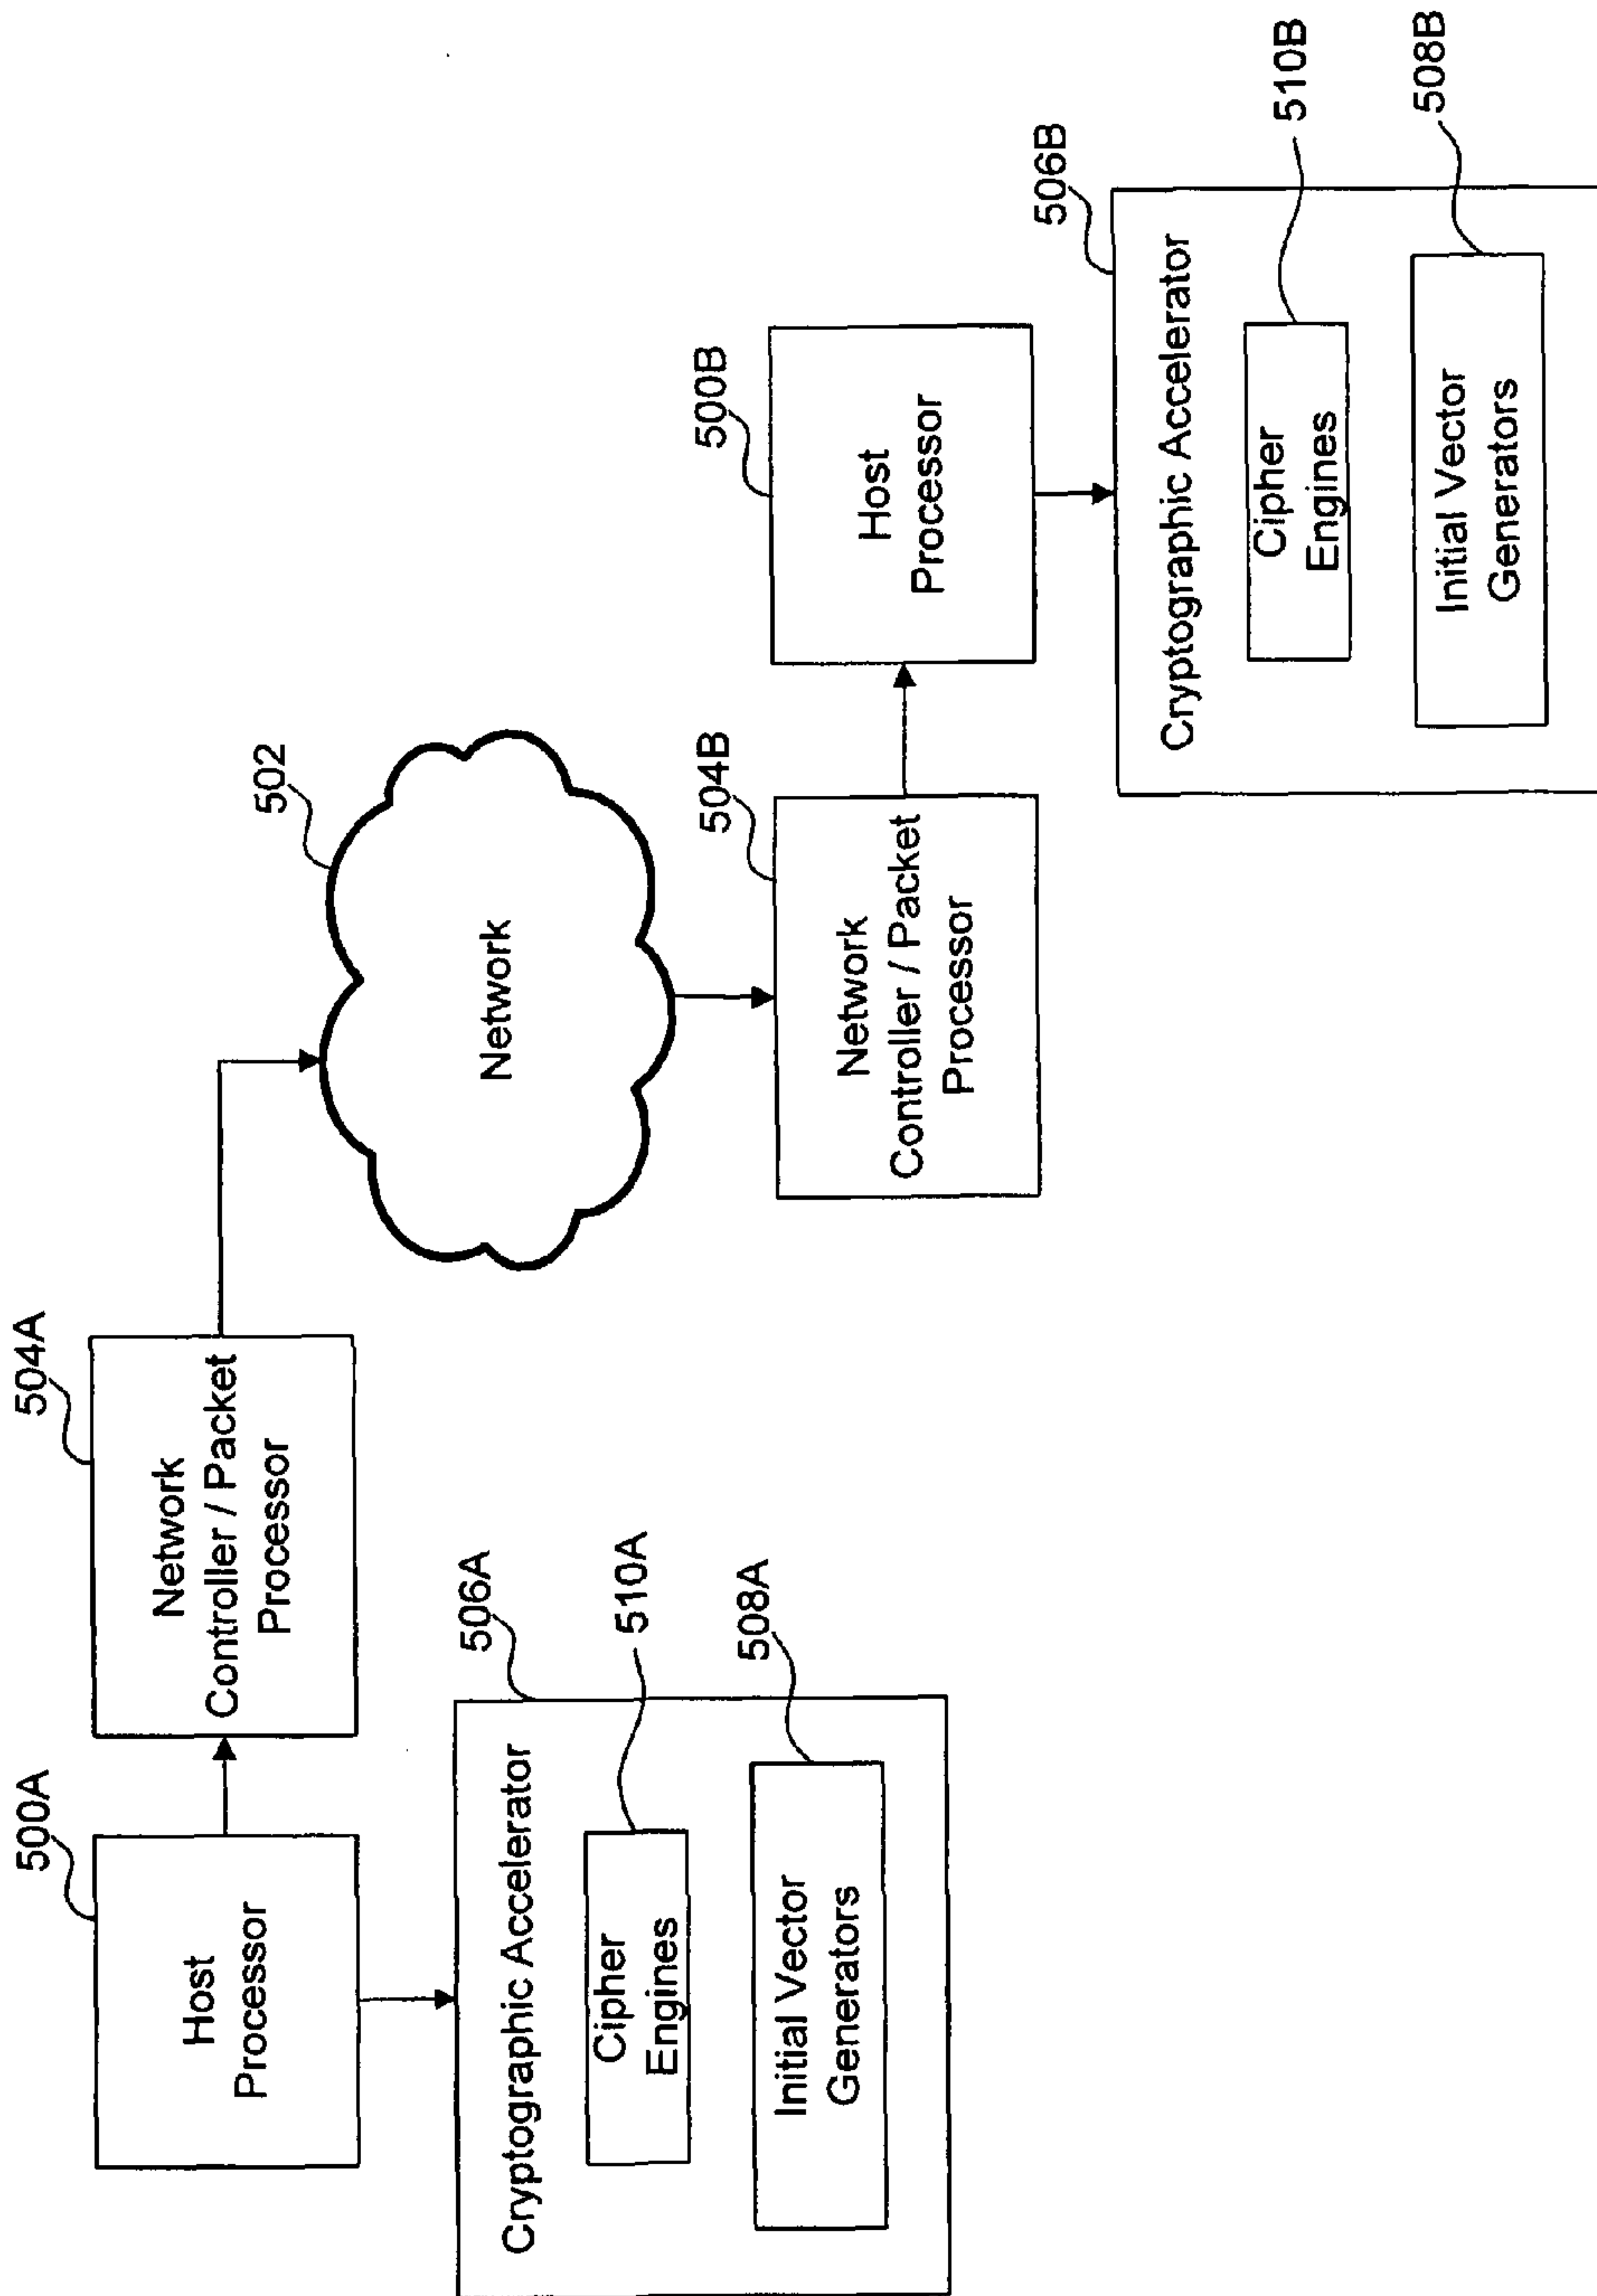 500A
Host
Processor
504A
Network
Controller / Packet
Processor
506A
Cryptographic Accelerator
510A
Cipher
Engines
508A
Initial Vector
Generators
502
Network
504B
Network
Controller / Packet
Processor
500B
Host
Processor
506B
Cryptographic Accelerator
510B
Cipher
Engines
508B
Initial Vector
Generators